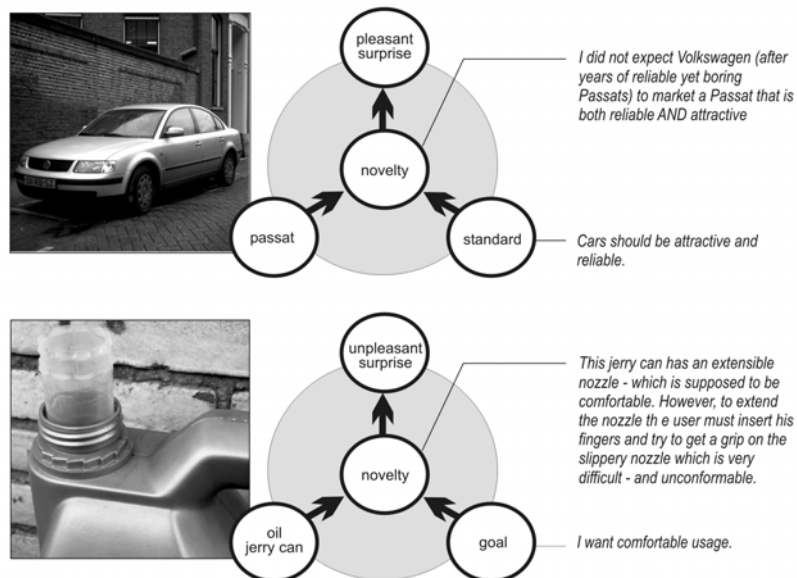 pleasant
surprise
I did not expect Volkswagen (after
years of reliable yet boring
Passats) to market a Passat that is
both reliable AND attractive
novelty
passat
standard
Cars should be attractive and
reliable.
unpleasant
surprise
This jerry can has an extensible
nozzle - which is supposed to be
comfortable. However, to extend
the nozzle th e user must insert his
fingers and try to get a grip on the
slippery nozzle which is very
difficult - and unconformable.
novelty
oil
jerry can
goal
I want comfortable usage.